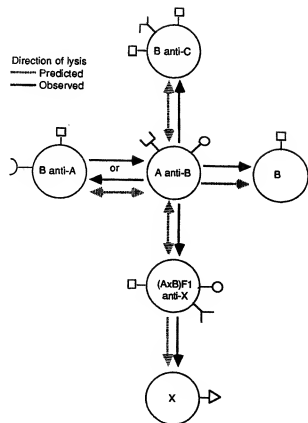 B anti-C
Direction of lysis
Predicted
Observed
B anti-A
or
A anti-B
B
(AxB)F1
anti-X
X